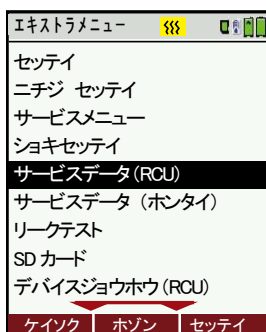 エキストラメニュー
セッテイ
ニチジ セッテイ
サービスメニュー
ショキセッテイ
サービスデータ(RCU)
サービスデータ (ホンタイ)
リークテスト
SD カード
デバイスジョウホウ(RCU)
ケイソク ホゾン セッテイ